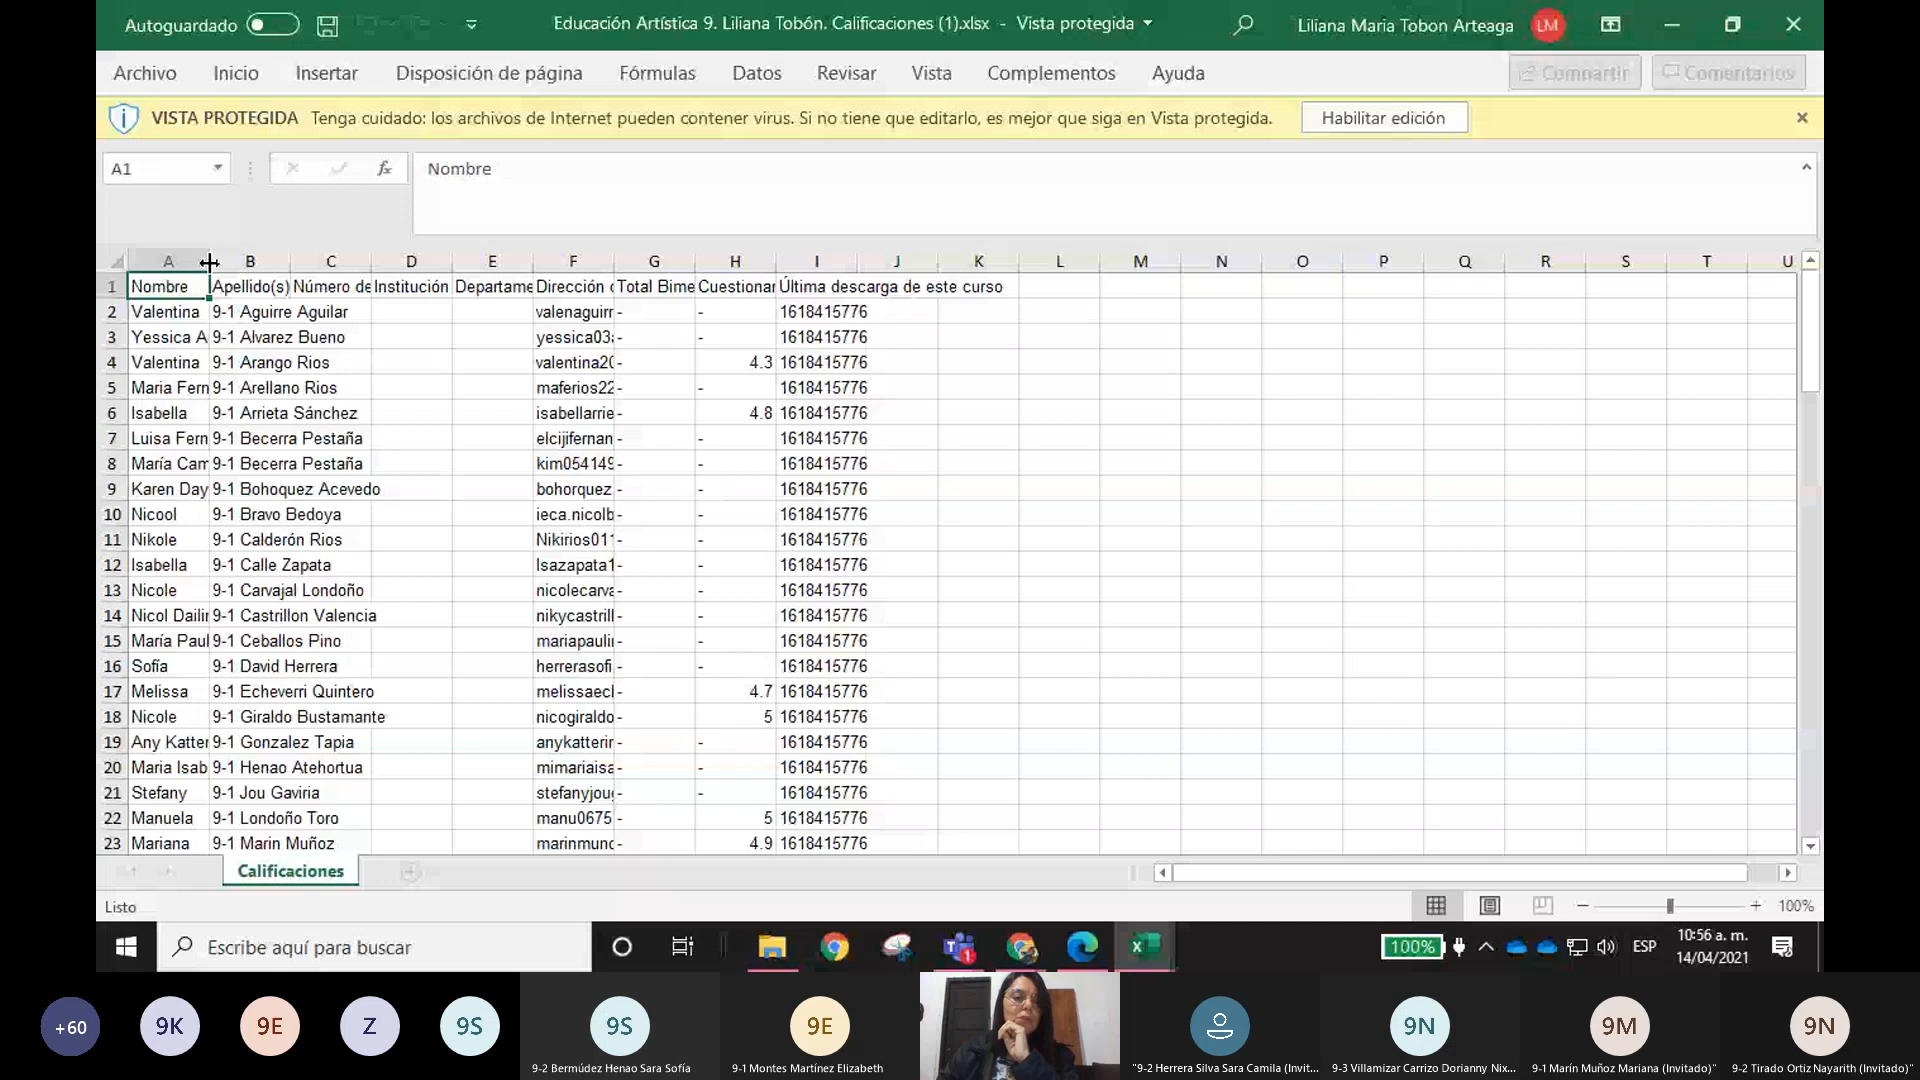 Autoguardado Educación Artística 9. Liliana Tobón. Calificaciones (1).xlsx - Vista protegida Liliana Maria Tobon Arteaga LM
Archivo Inicio Insertar Disposición de página Fórmulas Datos Revisar Vista Complementos Ayuda Compartir Comentarios
VISTA PROTEGIDA Tenga cuidado: los archivos de Internet pueden contener virus. Si no tiene que editarlo, es mejor que siga en Vista protegida. Habilitar edición
A1 fx Nombre
A B C D E F G H I J K L M N O P Q R S T U
1 Nombre Apellido(s) Número de Institución Departame Dirección Total Bime Cuestionar Última descarga de este curso
2 Valentina 9-1 Aguirre Aguilar valenaguirr - - 1618415776
3 Yessica A 9-1 Alvarez Bueno yessica03 - - 1618415776
4 Valentina 9-1 Arango Rios valentina20 - 4.3 1618415776
5 Maria Fern 9-1 Arellano Rios maferios22 - - 1618415776
6 Isabella 9-1 Arrieta Sánchez isabellarrie - 4.8 1618415776
7 Luisa Fern 9-1 Becerra Pestaña elcijifernan - - 1618415776
8 María Cam 9-1 Becerra Pestaña kim054149 - - 1618415776
9 Karen Day 9-1 Bohoquez Acevedo bohorquez - - 1618415776
10 Nicool 9-1 Bravo Bedoya ieca.nicolb - - 1618415776
11 Nikole 9-1 Calderón Rios Nikirios011 - - 1618415776
12 Isabella 9-1 Calle Zapata Isazapata1 - - 1618415776
13 Nicole 9-1 Carvajal Londoño nicolecarva - - 1618415776
14 Nicol Dailin 9-1 Castrillon Valencia nikycastrill - - 1618415776
15 María Paul 9-1 Ceballos Pino mariapauli - - 1618415776
16 Sofía 9-1 David Herrera herrerasofi - - 1618415776
17 Melissa 9-1 Echeverri Quintero melissaecl - 4.7 1618415776
18 Nicole 9-1 Giraldo Bustamante nicogiraldo - 5 1618415776
19 Any Katter 9-1 Gonzalez Tapia anykatterir - - 1618415776
20 Maria Isab 9-1 Henao Atehortua mimariaisa - - 1618415776
21 Stefany 9-1 Jou Gaviria stefanyjou - - 1618415776
22 Manuela 9-1 Londoño Toro manu0675 - 5 1618415776
23 Mariana 9-1 Marin Muñoz marinmuno - 4.9 1618415776
Calificaciones
Listo 100%
Escribe aquí para buscar 1 100% ESP 10:56 a. m.
14/04/2021
+60 9K 9E Z 9S 9S 9E 9N 9M 9N
9-2 Bermúdez Henao Sara Sofía 9-1 Montes Martínez Elizabeth "9-2 Herrera Silva Sara Camila (Invit... 9-3 Villamizar Carrizo Dorianny Nix... 9-1 Marín Muñoz Mariana (Invitado)" 9-2 Tirado Ortiz Nayarith (Invitado)"